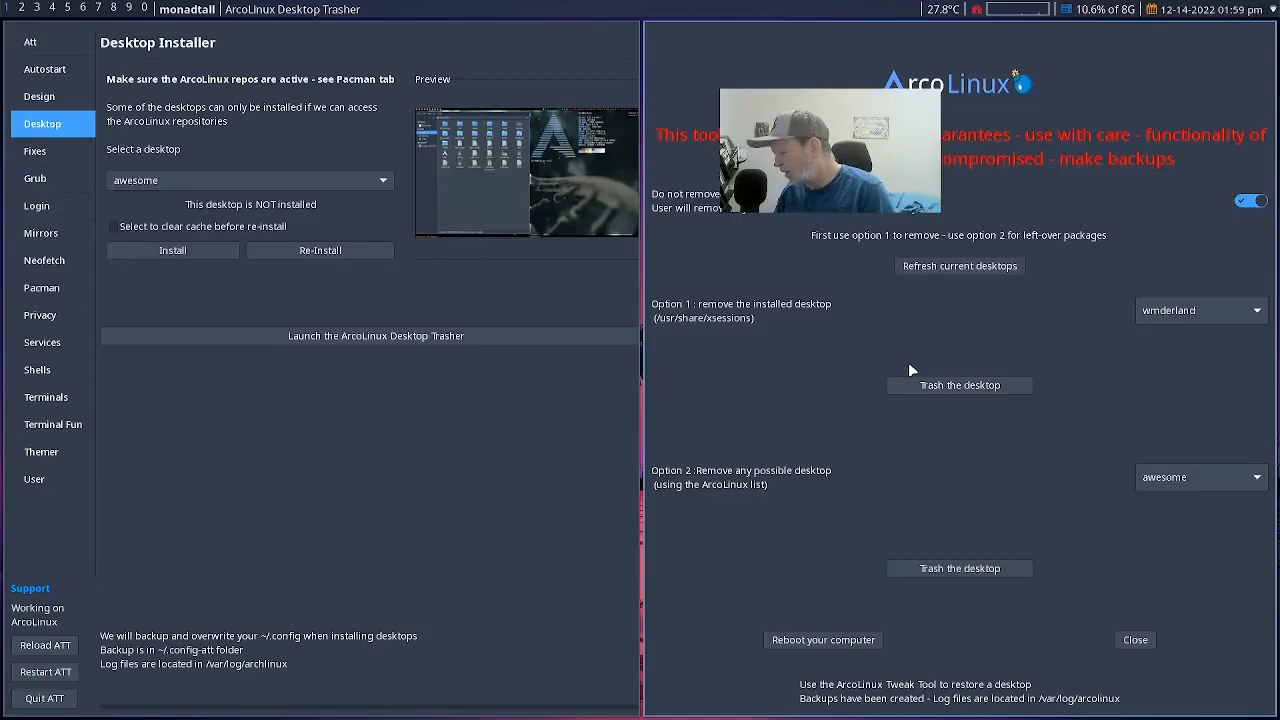 1 2 3 4 5 6 7 8 9 0 monadtall ArcoLinux Desktop Trasher 27.8°C 10.6% of 8G 12-14-2022 01:59 pm
Att
Autostart
Design
Desktop
Fixes
Grub
Login
Mirrors
Neofetch
Pacman
Privacy
Services
Shells
Terminals
Terminal Fun
Themer
User
Support
Working on
ArcoLinux
Reload ATT
Restart ATT
Quit ATT
Desktop Installer
Make sure the ArcoLinux repos are active - see Pacman tab
Some of the desktops can only be installed if we can access
the ArcoLinux repositories
Select a desktop
awesome
This desktop is NOT installed
Select to clear cache before re-install
Install Re-Install
Preview
Launch the ArcoLinux Desktop Trasher
We will backup and overwrite your ~/.config when installing desktops
Backup is in ~/.config-att folder
Log files are located in /var/log/archlinux
ArcoLinux
This tool arantees - use with care - functionality of
ompromised - make backups
Do not remove
User will remov
First use option 1 to remove - use option 2 for left-over packages
Refresh current desktops
Option 1 : remove the installed desktop
(/usr/share/xsessions)
wmderland
Trash the desktop
Option 2 :Remove any possible desktop
(using the ArcoLinux list)
awesome
Trash the desktop
Reboot your computer Close
Use the ArcoLinux Tweak Tool to restore a desktop
Backups have been created - Log files are located in /var/log/arcolinux